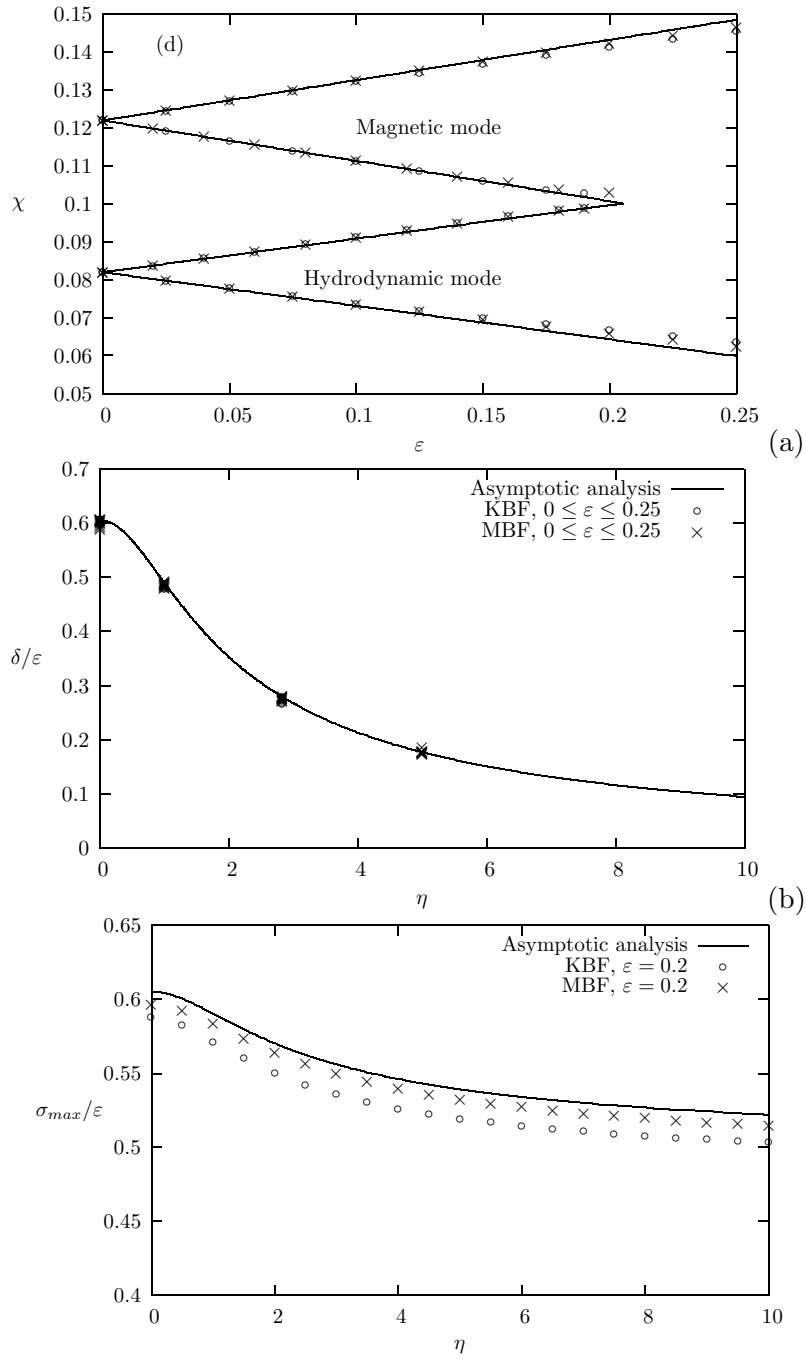 0.15
(d)
0.14
0.13
Magnetic mode
0.12
0.11
χ
0.1
0.09
Hydrodynamic mode
0.08
0.07
0.06
0.05
0 0.05 0.1 0.15 0.2 0.25
ε
(a)
0.7
Asymptotic analysis
KBF, 0 ≤ ε ≤ 0.25
MBF, 0 ≤ ε ≤ 0.25
0.6
0.5
0.4
δ/ε
0.3
0.2
0.1
0
0 2 4 6 8 10
η
(b)
0.65
Asymptotic analysis
KBF, ε = 0.2
MBF, ε = 0.2
0.6
0.55
σmax/ε
0.5
0.45
0.4
0 2 4 6 8 10
η